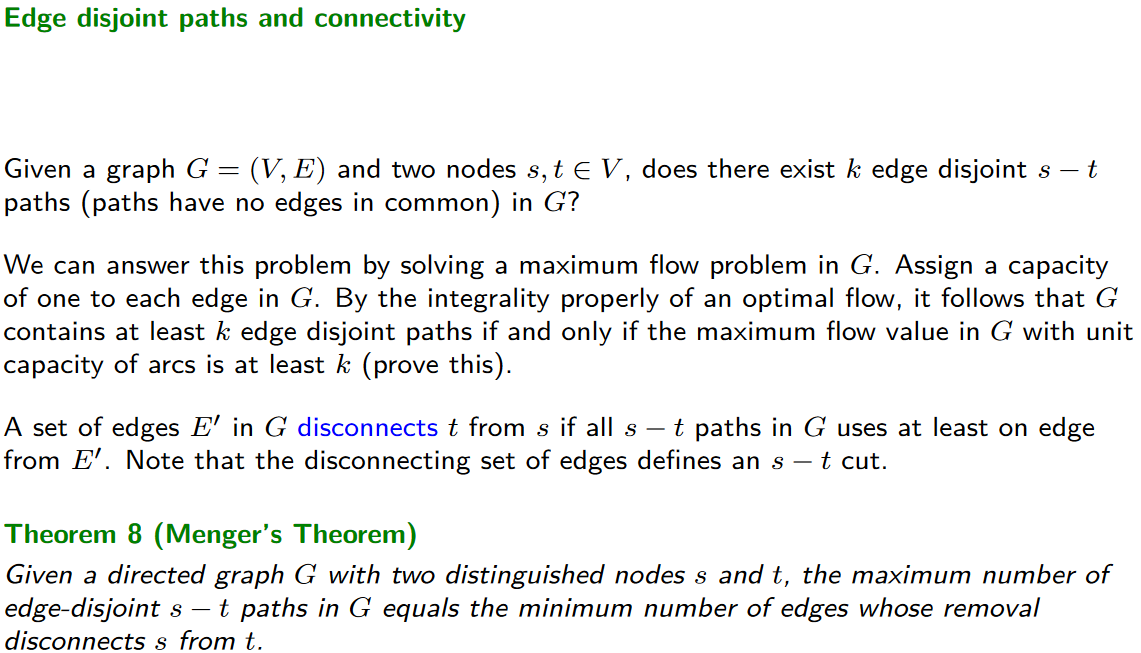 Edge disjoint paths and connectivity
Given a graph G = (V, E) and two nodes s, t ∈ V, does there exist k edge disjoint s − t
paths (paths have no edges in common) in G?
We can answer this problem by solving a maximum flow problem in G. Assign a capacity
of one to each edge in G. By the integrality properly of an optimal flow, it follows that G
contains at least k edge disjoint paths if and only if the maximum flow value in G with unit
capacity of arcs is at least k (prove this).
A set of edges E′ in G disconnects t from s if all s − t paths in G uses at least on edge
from E′. Note that the disconnecting set of edges defines an s − t cut.
Theorem 8 (Menger's Theorem)
Given a directed graph G with two distinguished nodes s and t, the maximum number of
edge-disjoint s − t paths in G equals the minimum number of edges whose removal
disconnects s from t.